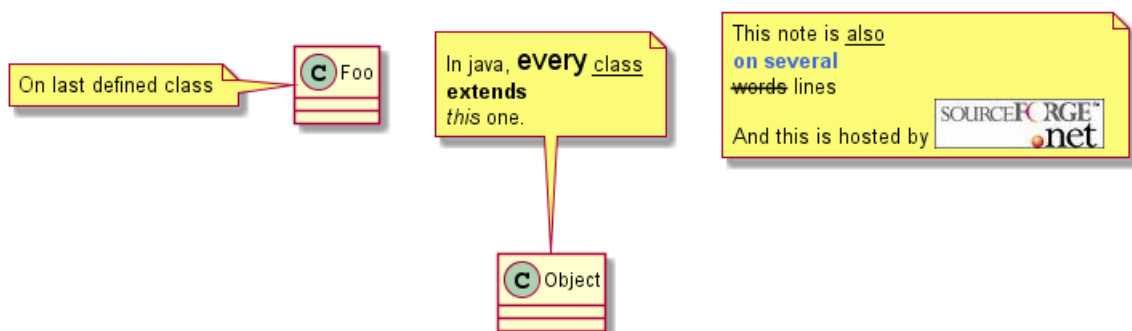 On last defined class
C Foo
In java, every class
extends
this one.
C Object
This note is also
on several
words lines
And this is hosted by SOURCEFORGE™
.net